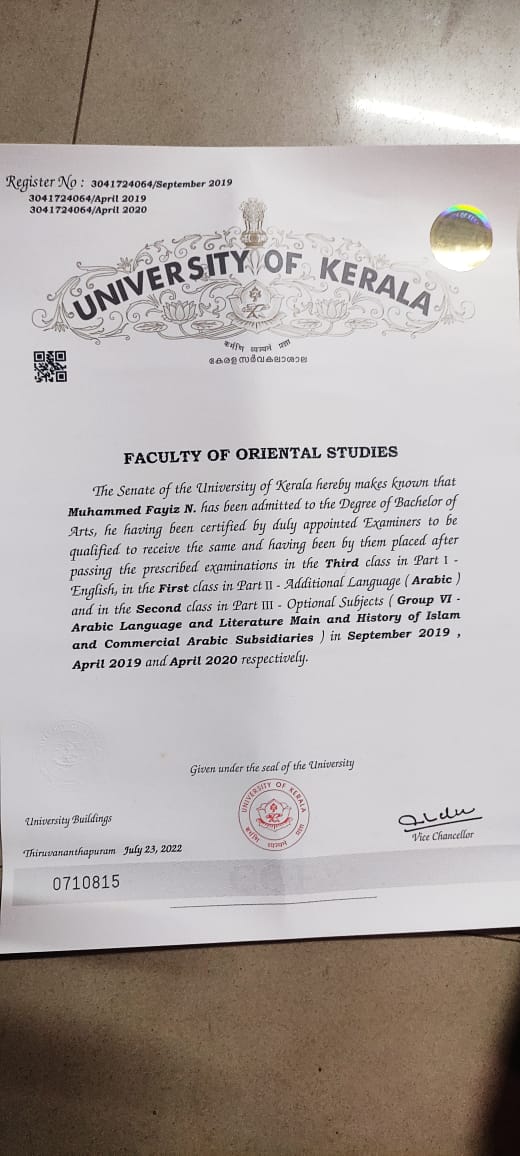 Register No : 3041724064/September 2019
3041724064/April 2019
3041724064/April 2020
UNIVERSITY OF KERALA
कर्मणि व्यज्यते प्रज्ञा
കേരള സർവകലാശാല
FACULTY OF ORIENTAL STUDIES
The Senate of the University of Kerala hereby makes known that
Muhammed Fayiz N. has been admitted to the Degree of Bachelor of
Arts, he having been certified by duly appointed Examiners to be
qualified to receive the same and having been by them placed after
passing the prescribed examinations in the Third class in Part I -
English, in the First class in Part II - Additional Language ( Arabic )
and in the Second class in Part III - Optional Subjects ( Group VI -
Arabic Language and Literature Main and History of Islam
and Commercial Arabic Subsidiaries ) in September 2019 ,
April 2019 and April 2020 respectively.
Given under the seal of the University
UNIVERSITY OF KERALA
कर्मणि व्यज्यते प्रज्ञा
University Buildings
Vice Chancellor
Thiruvananthapuram July 23, 2022
0710815